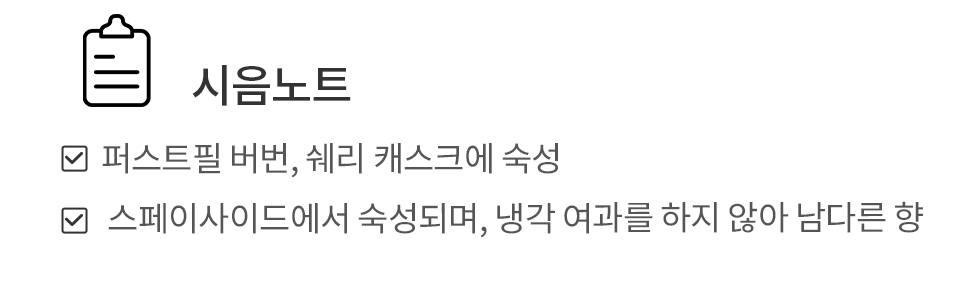 시음노트
퍼스트필 버번, 쉐리 캐스크에 숙성
스페이사이드에서 숙성되며, 냉각 여과를 하지 않아 남다른 향